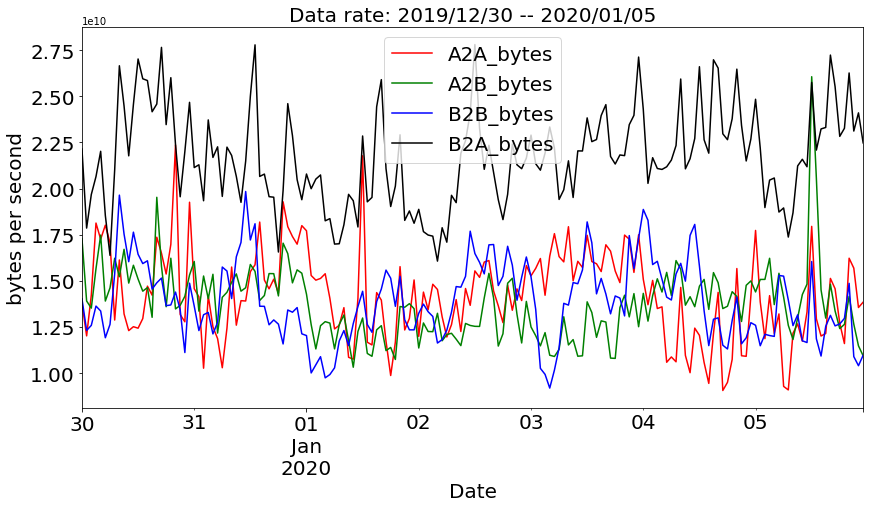 Data rate: 2019/12/30 -- 2020/01/05
1e10
2.75
2.50
2.25
2.00
1.75
1.50
1.25
1.00
bytes per second
A2A_bytes
A2B_bytes
B2B_bytes
B2A_bytes
30 31 01 02 03 04 05
Jan
2020
Date